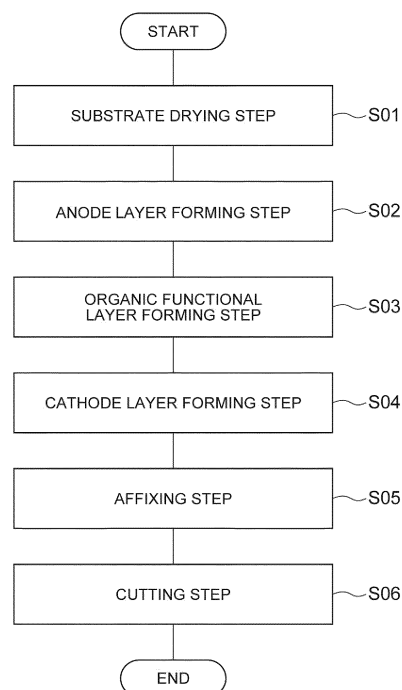 START
SUBSTRATE DRYING STEP
S01
ANODE LAYER FORMING STEP
S02
ORGANIC FUNCTIONAL
LAYER FORMING STEP
S03
CATHODE LAYER FORMING STEP
S04
AFFIXING STEP
S05
CUTTING STEP
S06
END